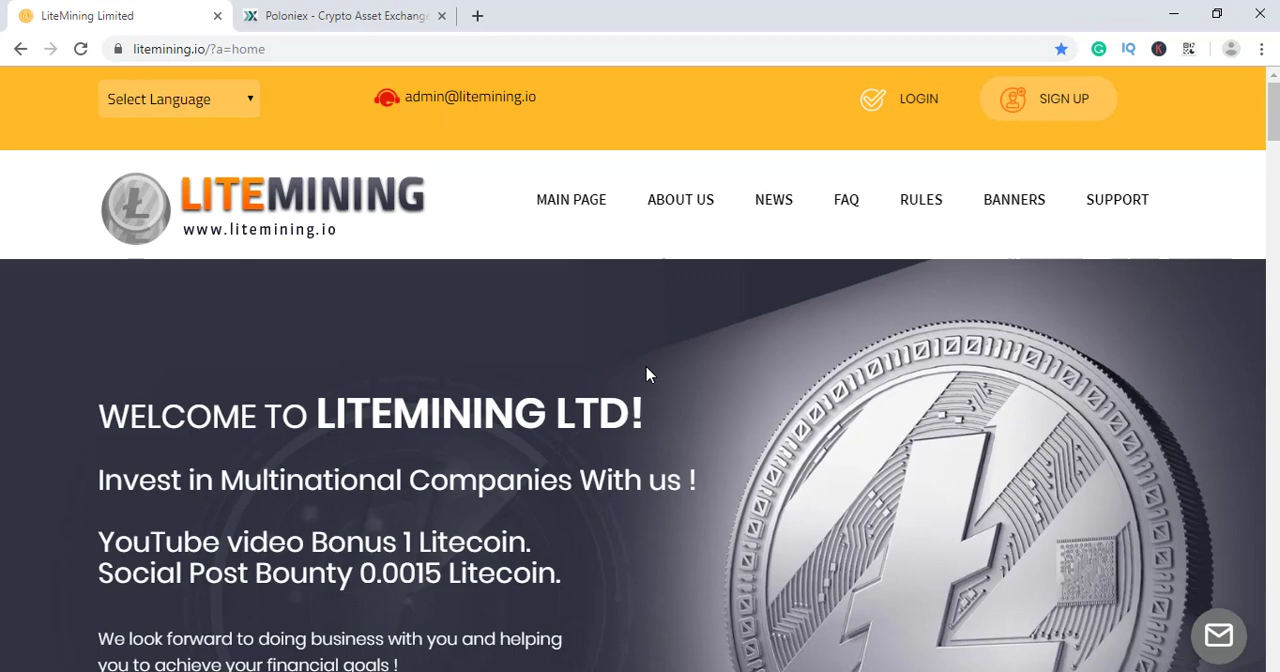 LiteMining Limited
Poloniex - Crypto Asset Exchang
litemining.io/?a=home
IQ
K
Select Language
admin@litemining.io
LOGIN
SIGN UP
LITEMINING
www.litemining.io
MAIN PAGE
ABOUT US
NEWS
FAQ
RULES
BANNERS
SUPPORT
WELCOME TO LITEMINING LTD!
Invest in Multinational Companies With us !
YouTube video Bonus 1 Litecoin.
Social Post Bounty 0.0015 Litecoin.
We look forward to doing business with you and helping
you to achieve your financial goals !